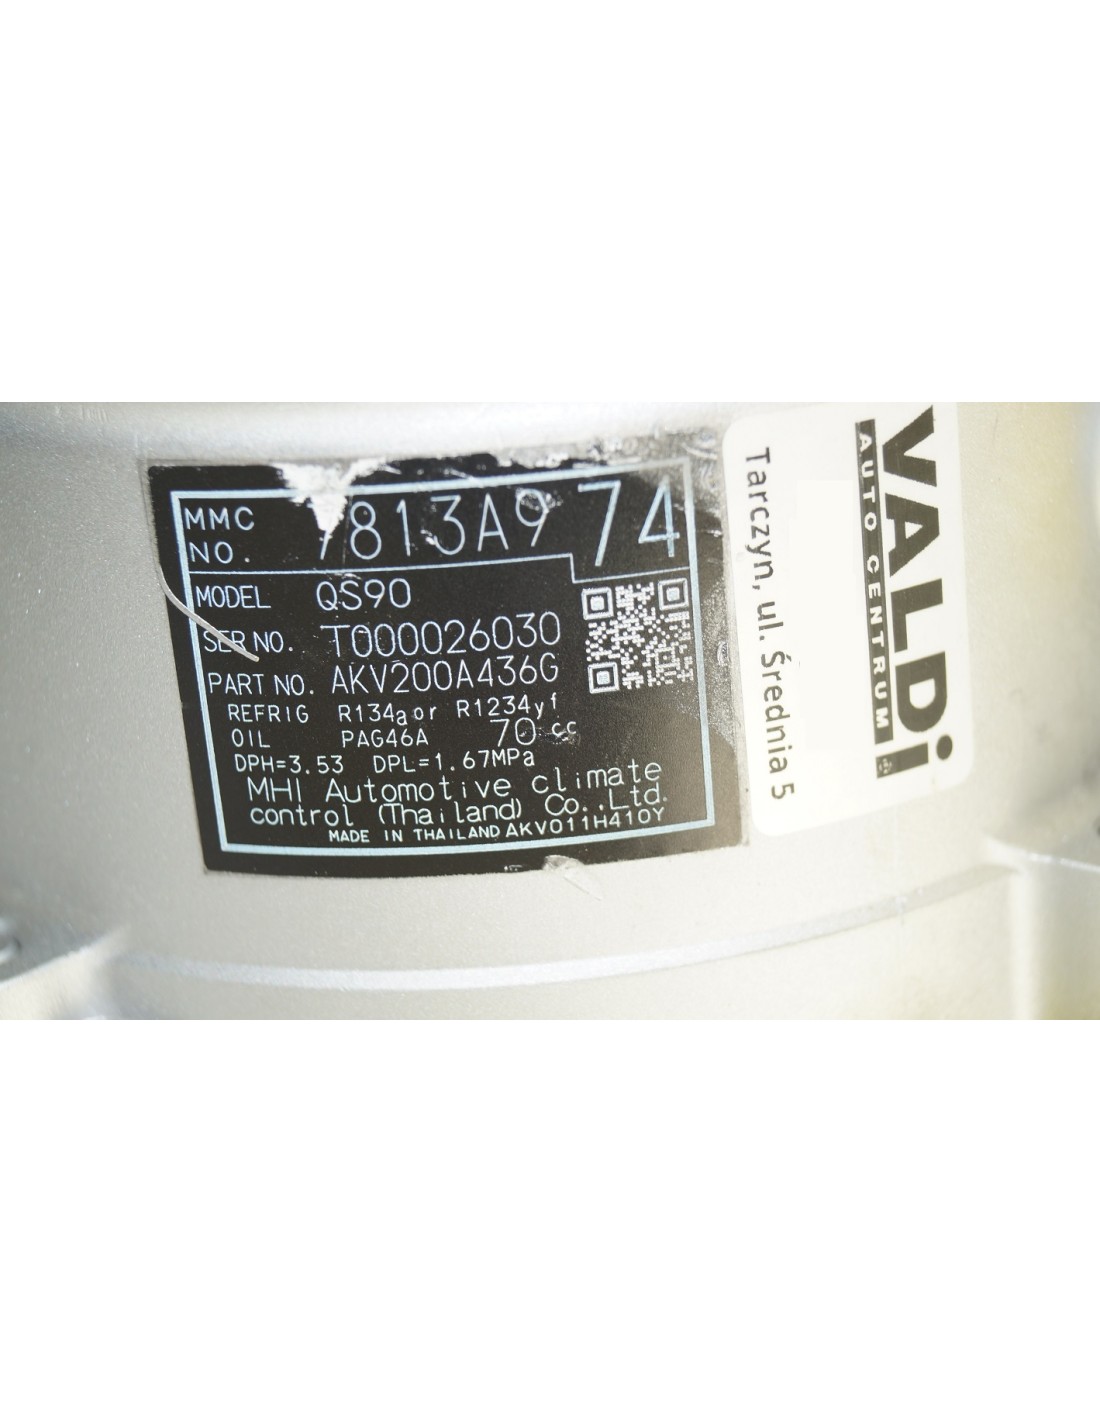 MMC NO. 7813A974
MODEL QS90
SER NO. T000026030
PART NO. AKV200A436G
REFRIG R134a or R1234yf
OIL PAG46A 70 cc
DPH=3.53 DPL=1.67MPa
MHI Automotive Climate
control (Thailand) Co.,Ltd.
MADE IN THAILAND AKV011H410Y
VALDi
AUTO CENTRUM
Tarczyn, ul. Średnia 5